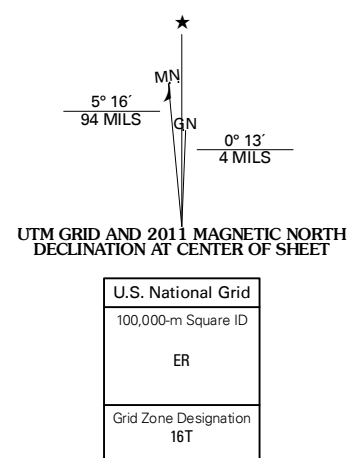 ★
MN
5° 16´
94 MILS
GN
0° 13´
4 MILS
UTM GRID AND 2011 MAGNETIC NORTH
DECLINATION AT CENTER OF SHEET
U.S. National Grid
100,000-m Square ID
ER
Grid Zone Designation
16T